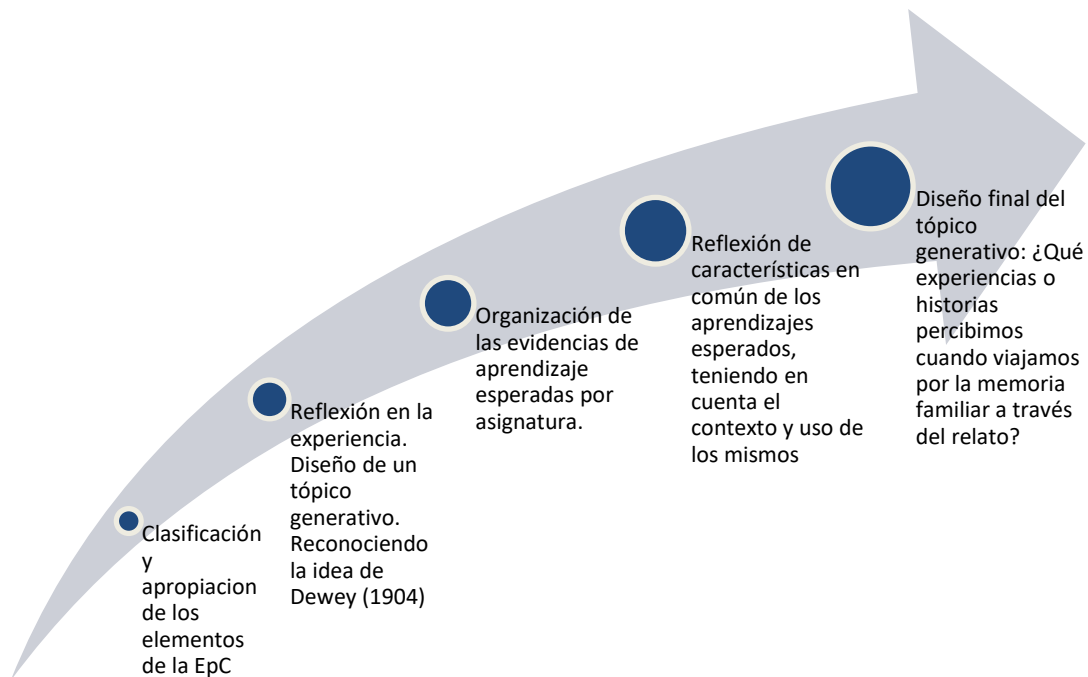 Clasificación
y
apropiacion
de los
elementos
de la EpC
Reflexión en la
experiencia.
Diseño de un
tópico
generativo.
Reconociendo
la idea de
Dewey (1904)
Organización de
las evidencias de
aprendizaje
esperadas por
asignatura.
Reflexión de
características en
común de los
aprendizajes
esperados,
teniendo en
cuenta el
contexto y uso de
los mismos
Diseño final del
tópico
generativo: ¿Qué
experiencias o
historias
percibimos
cuando viajamos
por la memoria
familiar a través
del relato?